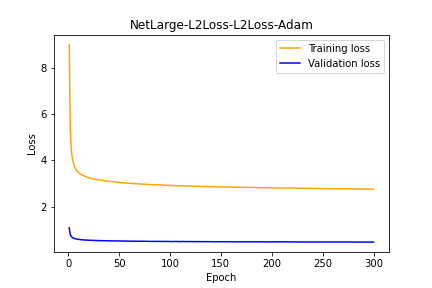 NetLarge-L2Loss-L2Loss-Adam
Training loss
Validation loss
Loss
8
6
4
2
0
50
100
150
200
250
300
Epoch